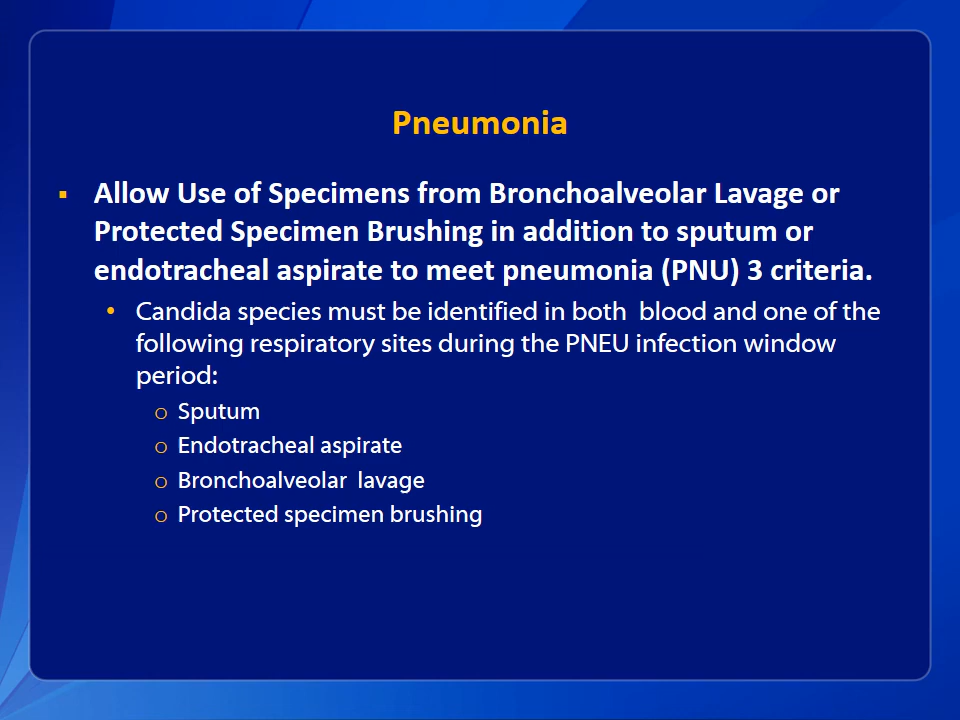 Pneumonia
▪ Allow Use of Specimens from Bronchoalveolar Lavage or
Protected Specimen Brushing in addition to sputum or
endotracheal aspirate to meet pneumonia (PNU) 3 criteria.
• Candida species must be identified in both  blood and one of the
following respiratory sites during the PNEU infection window
period:
o Sputum
o Endotracheal aspirate
o Bronchoalveolar  lavage
o Protected specimen brushing